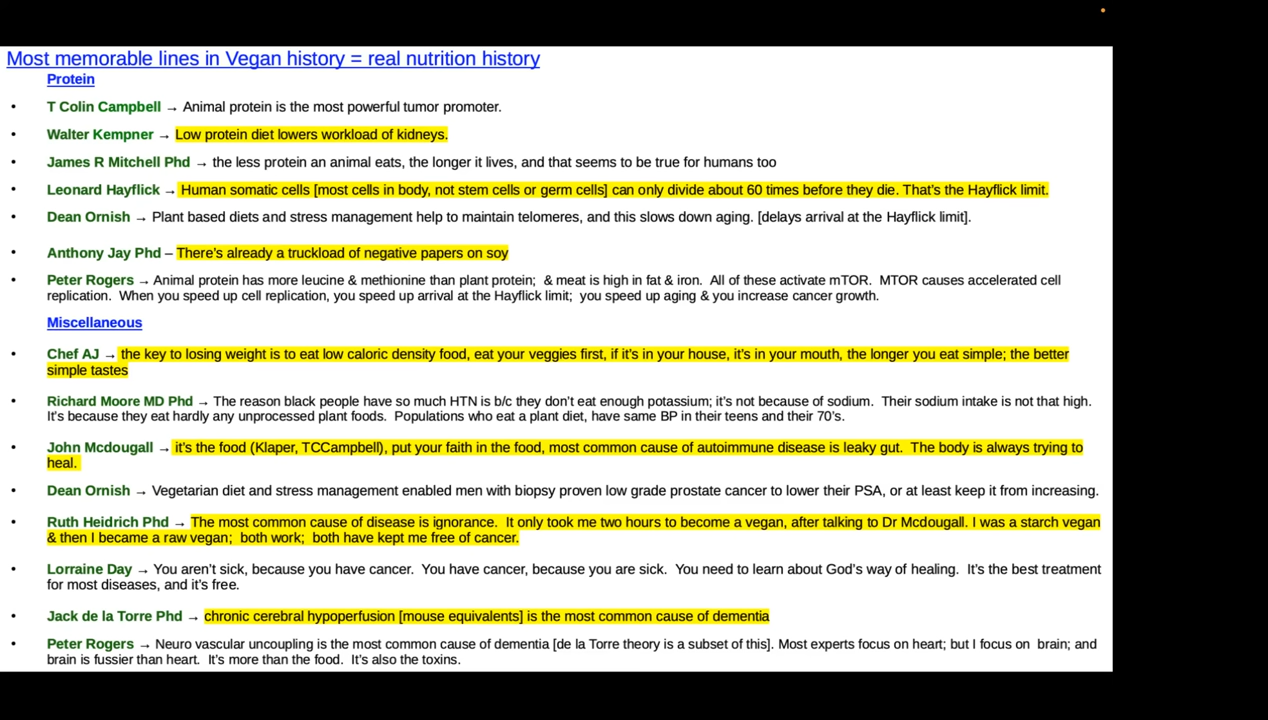 Most memorable lines in Vegan history = real nutrition history
Protein
• T Colin Campbell → Animal protein is the most powerful tumor promoter.
• Walter Kempner → Low protein diet lowers workload of kidneys.
• James R Mitchell Phd → the less protein an animal eats, the longer it lives, and that seems to be true for humans too
• Leonard Hayflick → Human somatic cells [most cells in body, not stem cells or germ cells] can only divide about 60 times before they die. That's the Hayflick limit.
• Dean Ornish → Plant based diets and stress management help to maintain telomeres, and this slows down aging. [delays arrival at the Hayflick limit].
• Anthony Jay Phd – There's already a truckload of negative papers on soy
• Peter Rogers → Animal protein has more leucine & methionine than plant protein;  & meat is high in fat & iron.  All of these activate mTOR.  MTOR causes accelerated cell
replication.  When you speed up cell replication, you speed up arrival at the Hayflick limit;  you speed up aging & you increase cancer growth.
Miscellaneous
• Chef AJ → the key to losing weight is to eat low caloric density food, eat your veggies first, if it's in your house, it's in your mouth, the longer you eat simple; the better
simple tastes
• Richard Moore MD Phd → The reason black people have so much HTN is b/c they don't eat enough potassium; it's not because of sodium.  Their sodium intake is not that high.
It's because they eat hardly any unprocessed plant foods.  Populations who eat a plant diet, have same BP in their teens and their 70's.
• John Mcdougall → it's the food (Klaper, TCCampbell), put your faith in the food, most common cause of autoimmune disease is leaky gut.  The body is always trying to
heal.
• Dean Ornish → Vegetarian diet and stress management enabled men with biopsy proven low grade prostate cancer to lower their PSA, or at least keep it from increasing.
• Ruth Heidrich Phd → The most common cause of disease is ignorance.  It only took me two hours to become a vegan, after talking to Dr Mcdougall. I was a starch vegan
& then I became a raw vegan;  both work;  both have kept me free of cancer.
• Lorraine Day → You aren't sick, because you have cancer.  You have cancer, because you are sick.  You need to learn about God's way of healing.  It's the best treatment
for most diseases, and it's free.
• Jack de la Torre Phd → chronic cerebral hypoperfusion [mouse equivalents] is the most common cause of dementia
• Peter Rogers → Neuro vascular uncoupling is the most common cause of dementia [de la Torre theory is a subset of this]. Most experts focus on heart; but I focus on  brain; and
brain is fussier than heart.  It's more than the food.  It's also the toxins.